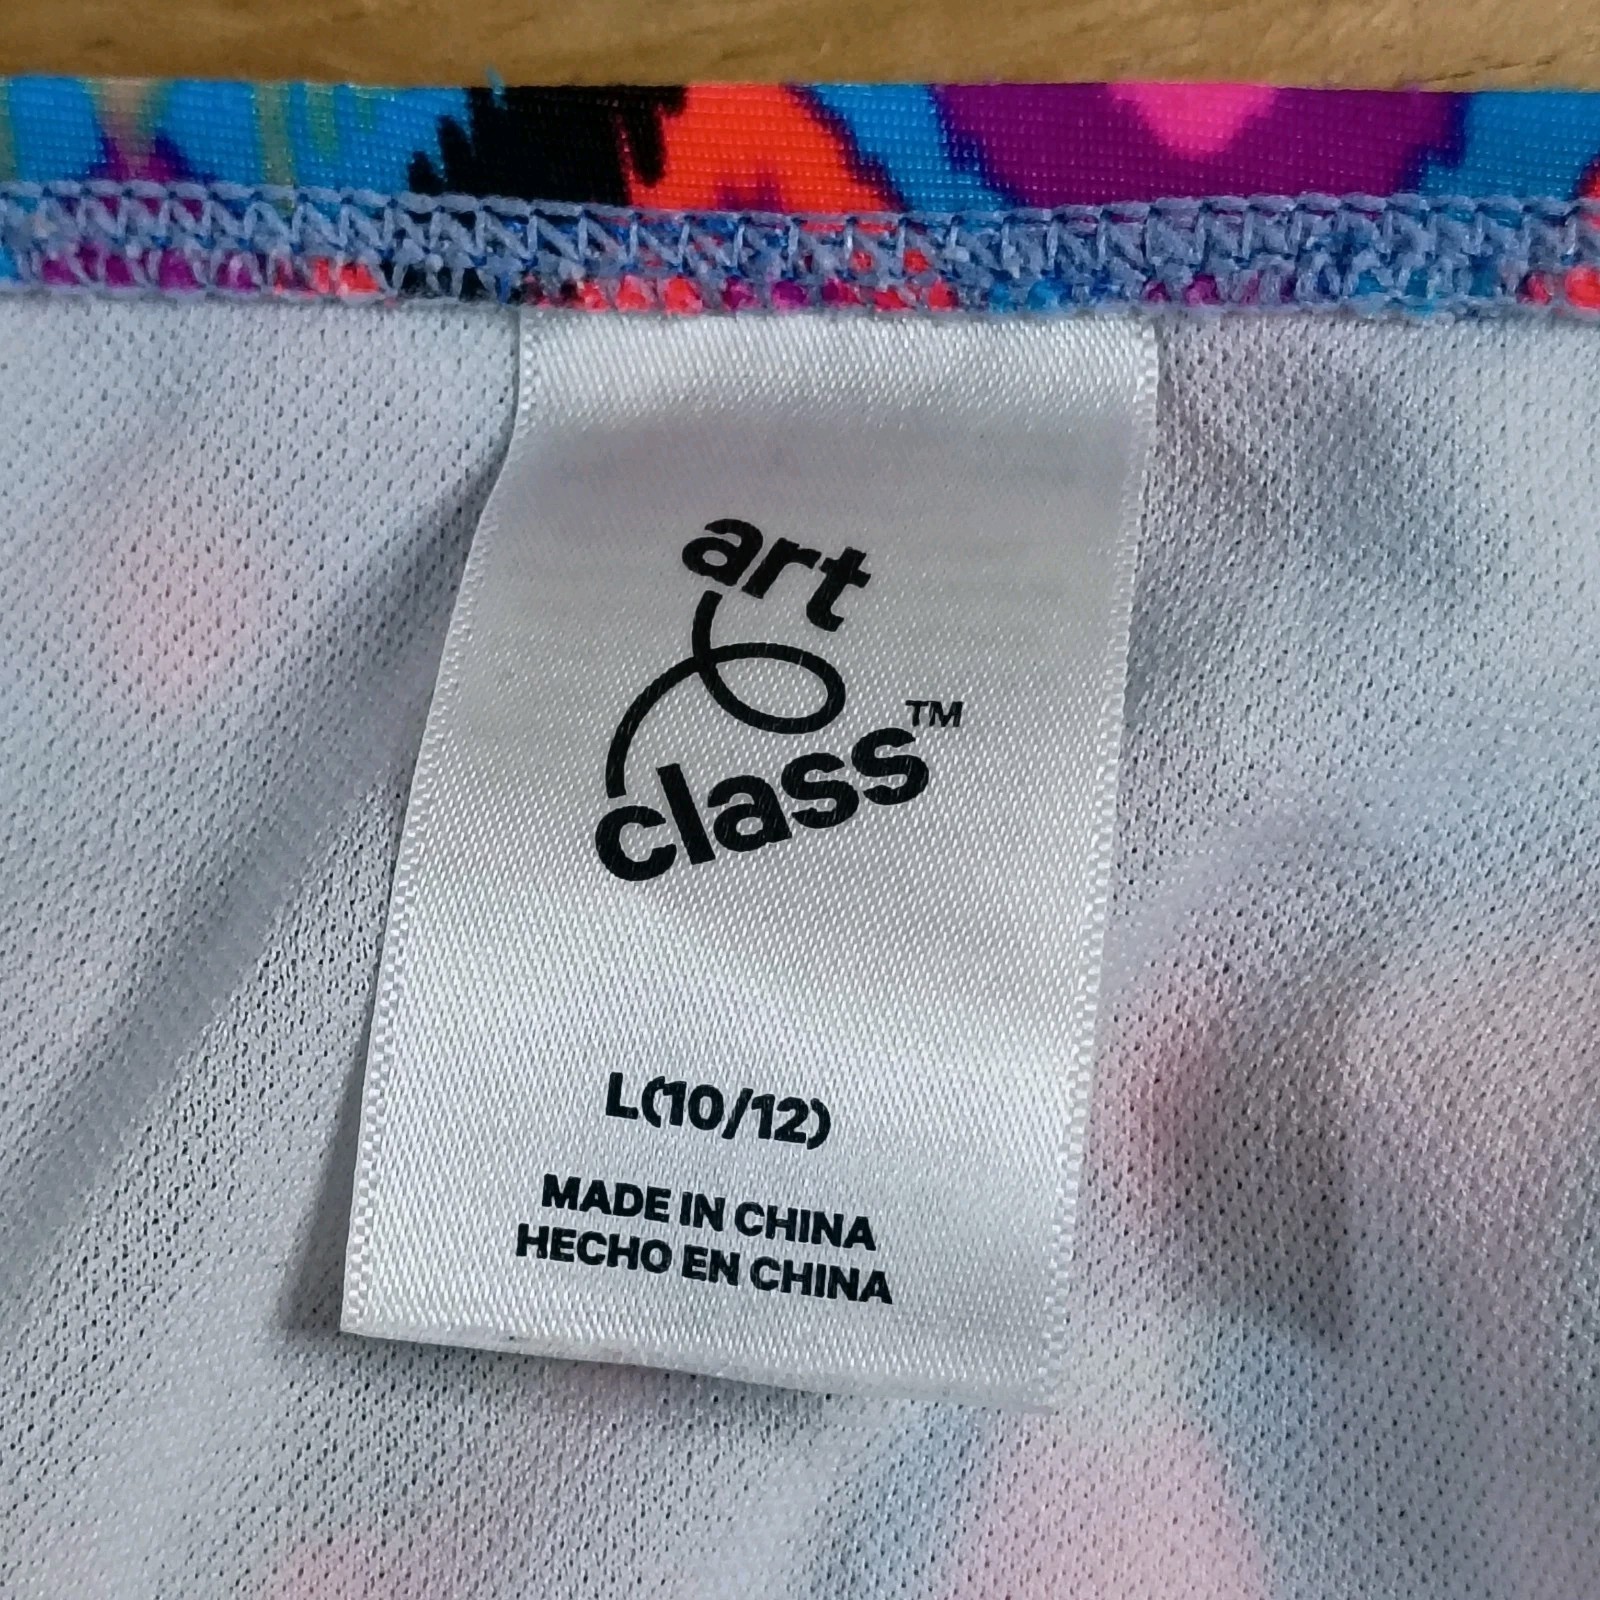 art
class™
L(10/12)
MADE IN CHINA
HECHO EN CHINA